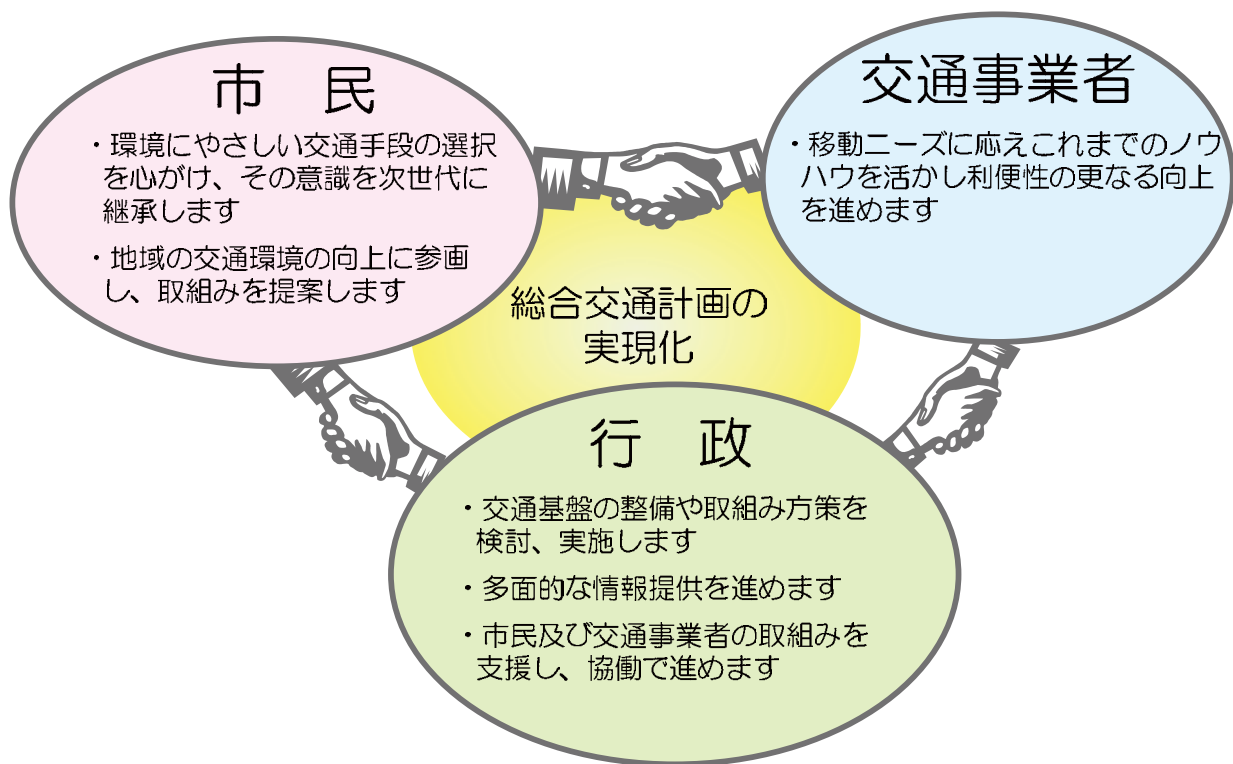 市　民
・環境にやさしい交通手段の選択
を心がけ、その意識を次世代に
継承します
・地域の交通環境の向上に参画
し、取組みを提案します
交通事業者
・移動ニーズに応えこれまでのノウ
ハウを活かし利便性の更なる向上
を進めます
総合交通計画の
実現化
行　政
・交通基盤の整備や取組み方策を
検討、実施します
・多面的な情報提供を進めます
・市民及び交通事業者の取組みを
支援し、協働で進めます